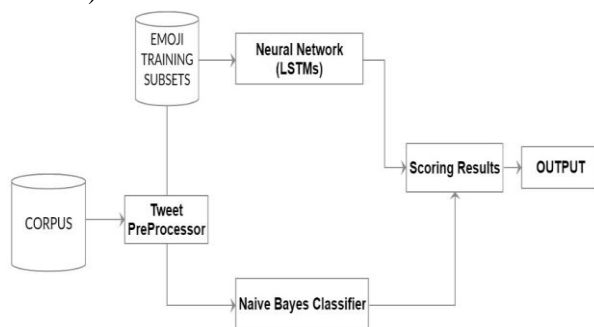 )
EMOJI
TRAINING
SUBSETS
Neural Network
(LSTMs)
Scoring Results
OUTPUT
CORPUS
Tweet
PreProcessor
Naive Bayes Classifier